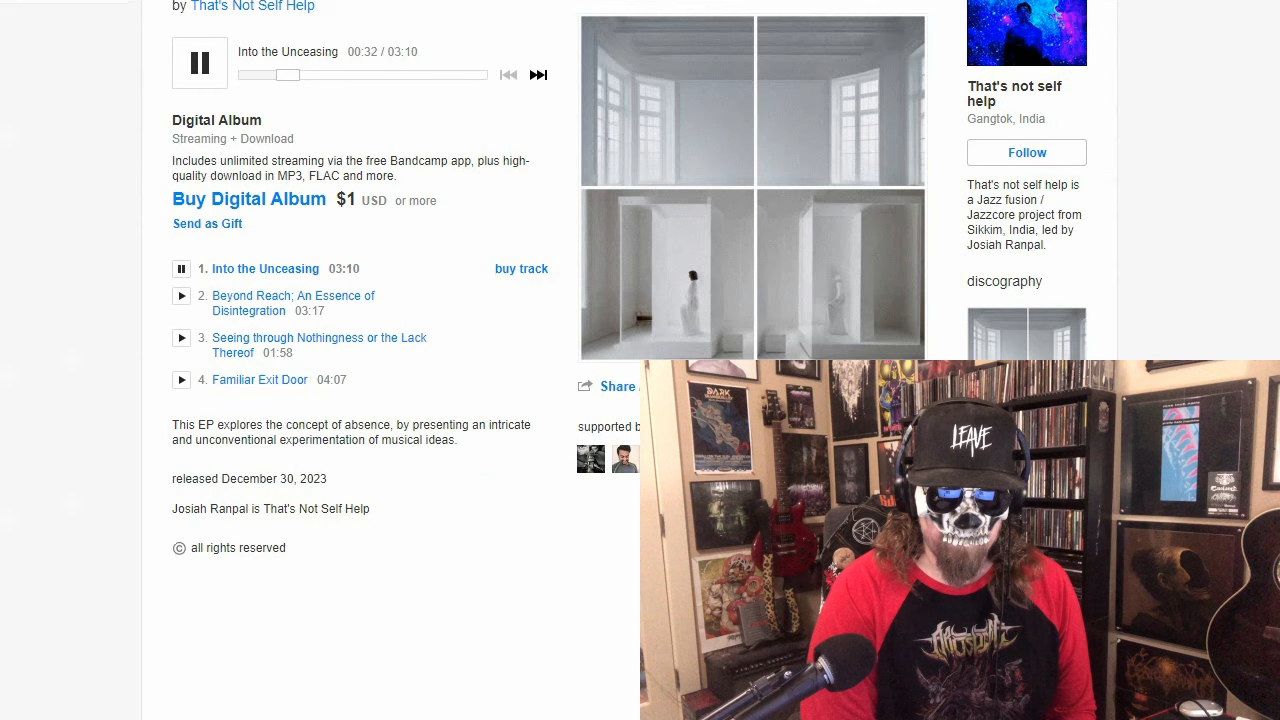 by That's Not Self Help
Into the Unceasing 00:32 / 03:10
Digital Album
Streaming + Download
Includes unlimited streaming via the free Bandcamp app, plus high-
quality download in MP3, FLAC and more.
Buy Digital Album $1 USD or more
Send as Gift
1. Into the Unceasing 03:10 buy track
2. Beyond Reach; An Essence of
Disintegration 03:17
3. Seeing through Nothingness or the Lack
Thereof 01:58
4. Familiar Exit Door 04:07
This EP explores the concept of absence, by presenting an intricate
and unconventional experimentation of musical ideas.
released December 30, 2023
Josiah Ranpal is That's Not Self Help
© all rights reserved
Share
supported b
That's not self
help
Gangtok, India
Follow
That's not self help is
a Jazz fusion /
Jazzcore project from
Sikkim, India, led by
Josiah Ranpal.
discography
DARK
LEAVE